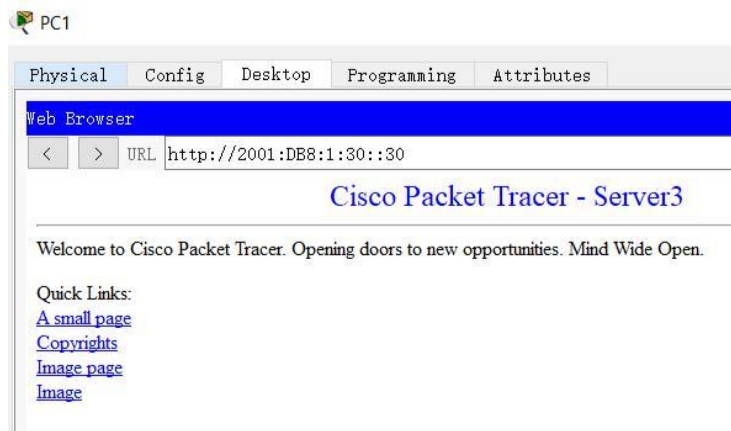 PC1
Physical Config Desktop Programming Attributes
Web Browser
< > URL http://2001:DB8:1:30::30
Cisco Packet Tracer - Server3
Welcome to Cisco Packet Tracer. Opening doors to new opportunities. Mind Wide Open.
Quick Links:
A small page
Copyrights
Image page
Image